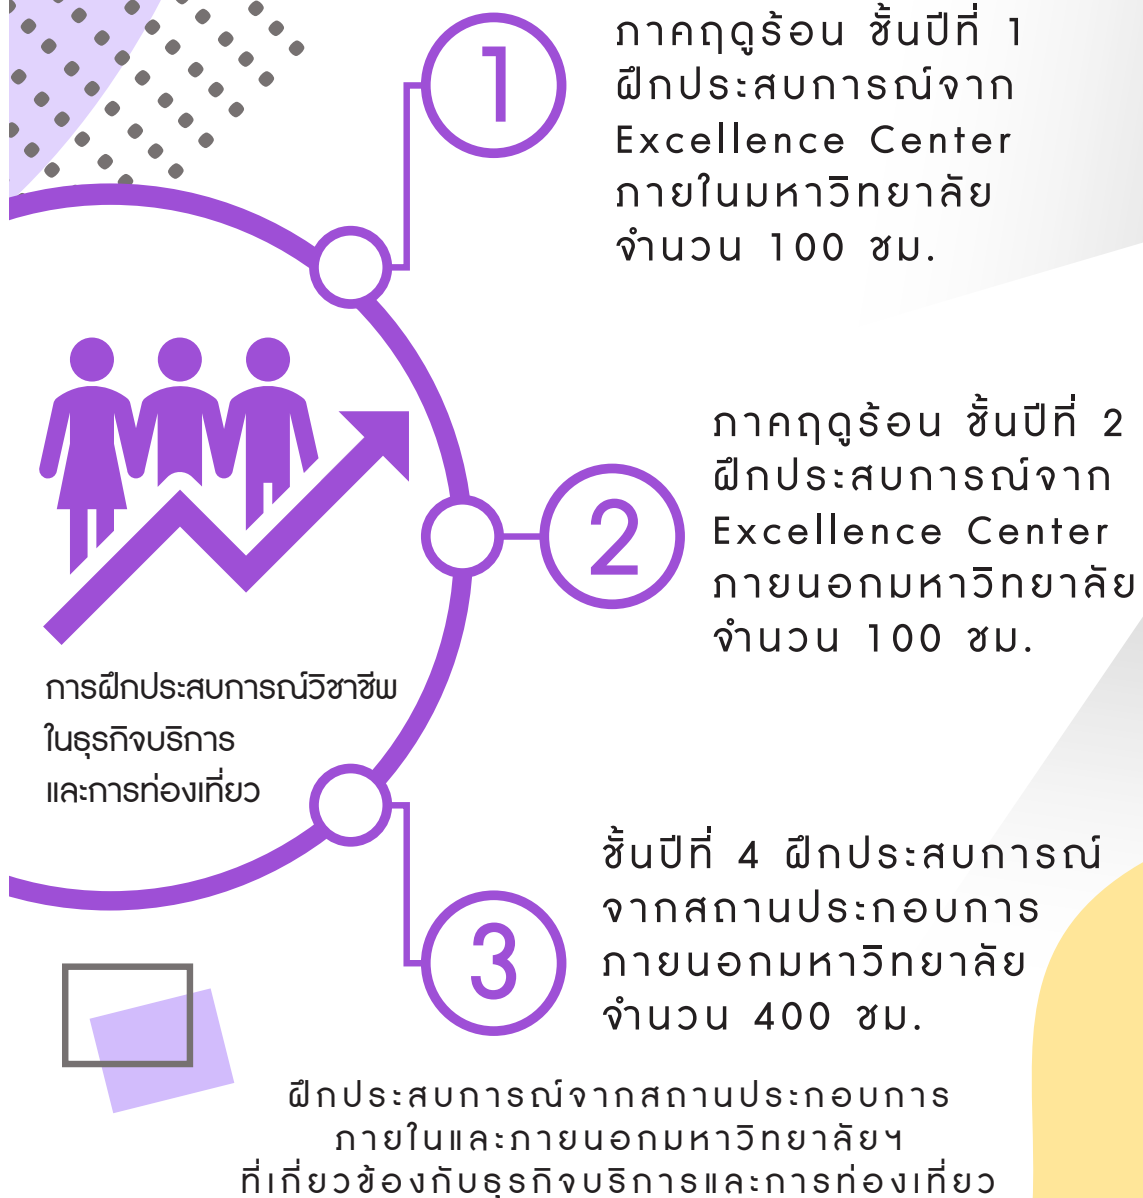 1
ภาคฤดูร้อน ชั้นปีที่ 1
ฝึกประสบการณ์จาก
Excellence Center
ภายในมหาวิทยาลัย
จำนวน 100 ชม.
2
ภาคฤดูร้อน ชั้นปีที่ 2
ฝึกประสบการณ์จาก
Excellence Center
ภายนอกมหาวิทยาลัย
จำนวน 100 ชม.
การฝึกประสบการณ์วิชาชีพ
ในธุรกิจบริการ
และการท่องเที่ยว
3
ชั้นปีที่ 4 ฝึกประสบการณ์
จากสถานประกอบการ
ภายนอกมหาวิทยาลัย
จำนวน 400 ชม.
ฝึกประสบการณ์จากสถานประกอบการ
ภายในและภายนอกมหาวิทยาลัยฯ
ที่เกี่ยวข้องกับธุรกิจบริการและการท่องเที่ยว